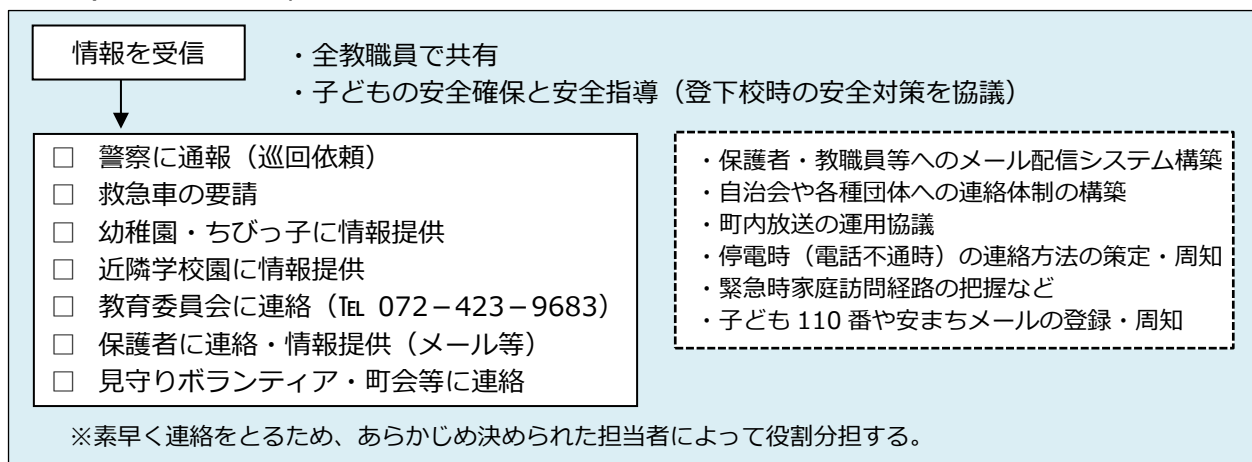 情報を受信
・全教職員で共有
・子どもの安全確保と安全指導（登下校時の安全対策を協議）
□ 警察に通報（巡回依頼）
□ 救急車の要請
□ 幼稚園・ちびっ子に情報提供
□ 近隣学校園に情報提供
□ 教育委員会に連絡（℡ 072－423－9683）
□ 保護者に連絡・情報提供（メール等）
□ 見守りボランティア・町会等に連絡
・保護者・教職員等へのメール配信システム構築
・自治会や各種団体への連絡体制の構築
・町内放送の運用協議
・停電時（電話不通時）の連絡方法の策定・周知
・緊急時家庭訪問経路の把握など
・子ども 110 番や安まちメールの登録・周知
※素早く連絡をとるため、あらかじめ決められた担当者によって役割分担する。